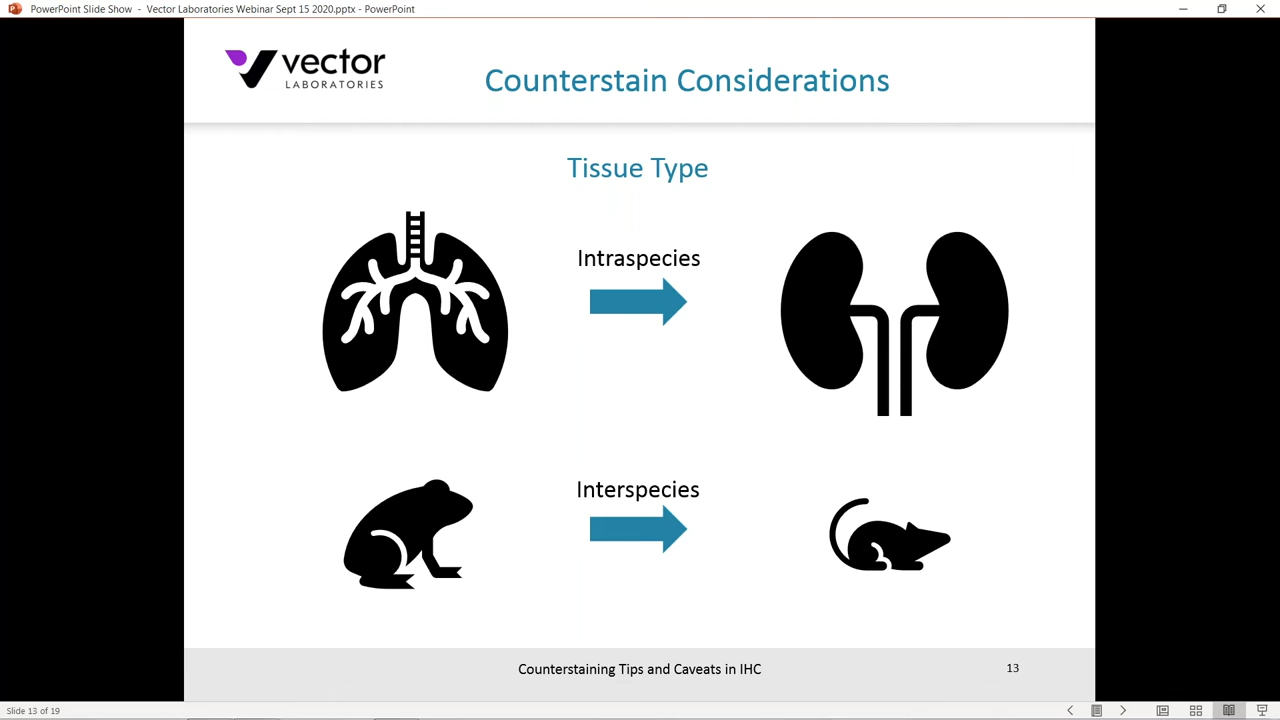 PowerPoint Slide Show - Vector Laboratories Webinar Sept 15 2020.pptx - PowerPoint
vector
LABORATORIES
Counterstain Considerations
Tissue Type
Intraspecies
Interspecies
Counterstaining Tips and Caveats in IHC
13
Slide 13 of 19